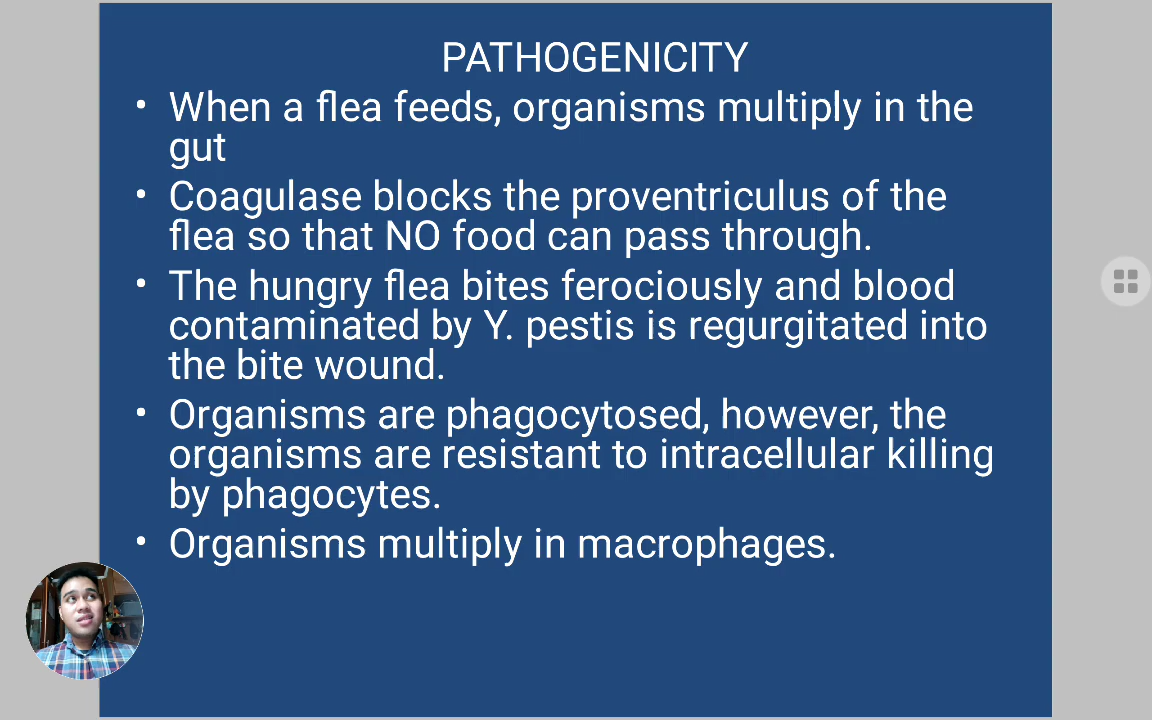 PATHOGENICITY
• When a flea feeds, organisms multiply in the
gut
• Coagulase blocks the proventriculus of the
flea so that NO food can pass through.
• The hungry flea bites ferociously and blood
contaminated by Y. pestis is regurgitated into
the bite wound.
• Organisms are phagocytosed, however, the
organisms are resistant to intracellular killing
by phagocytes.
• Organisms multiply in macrophages.